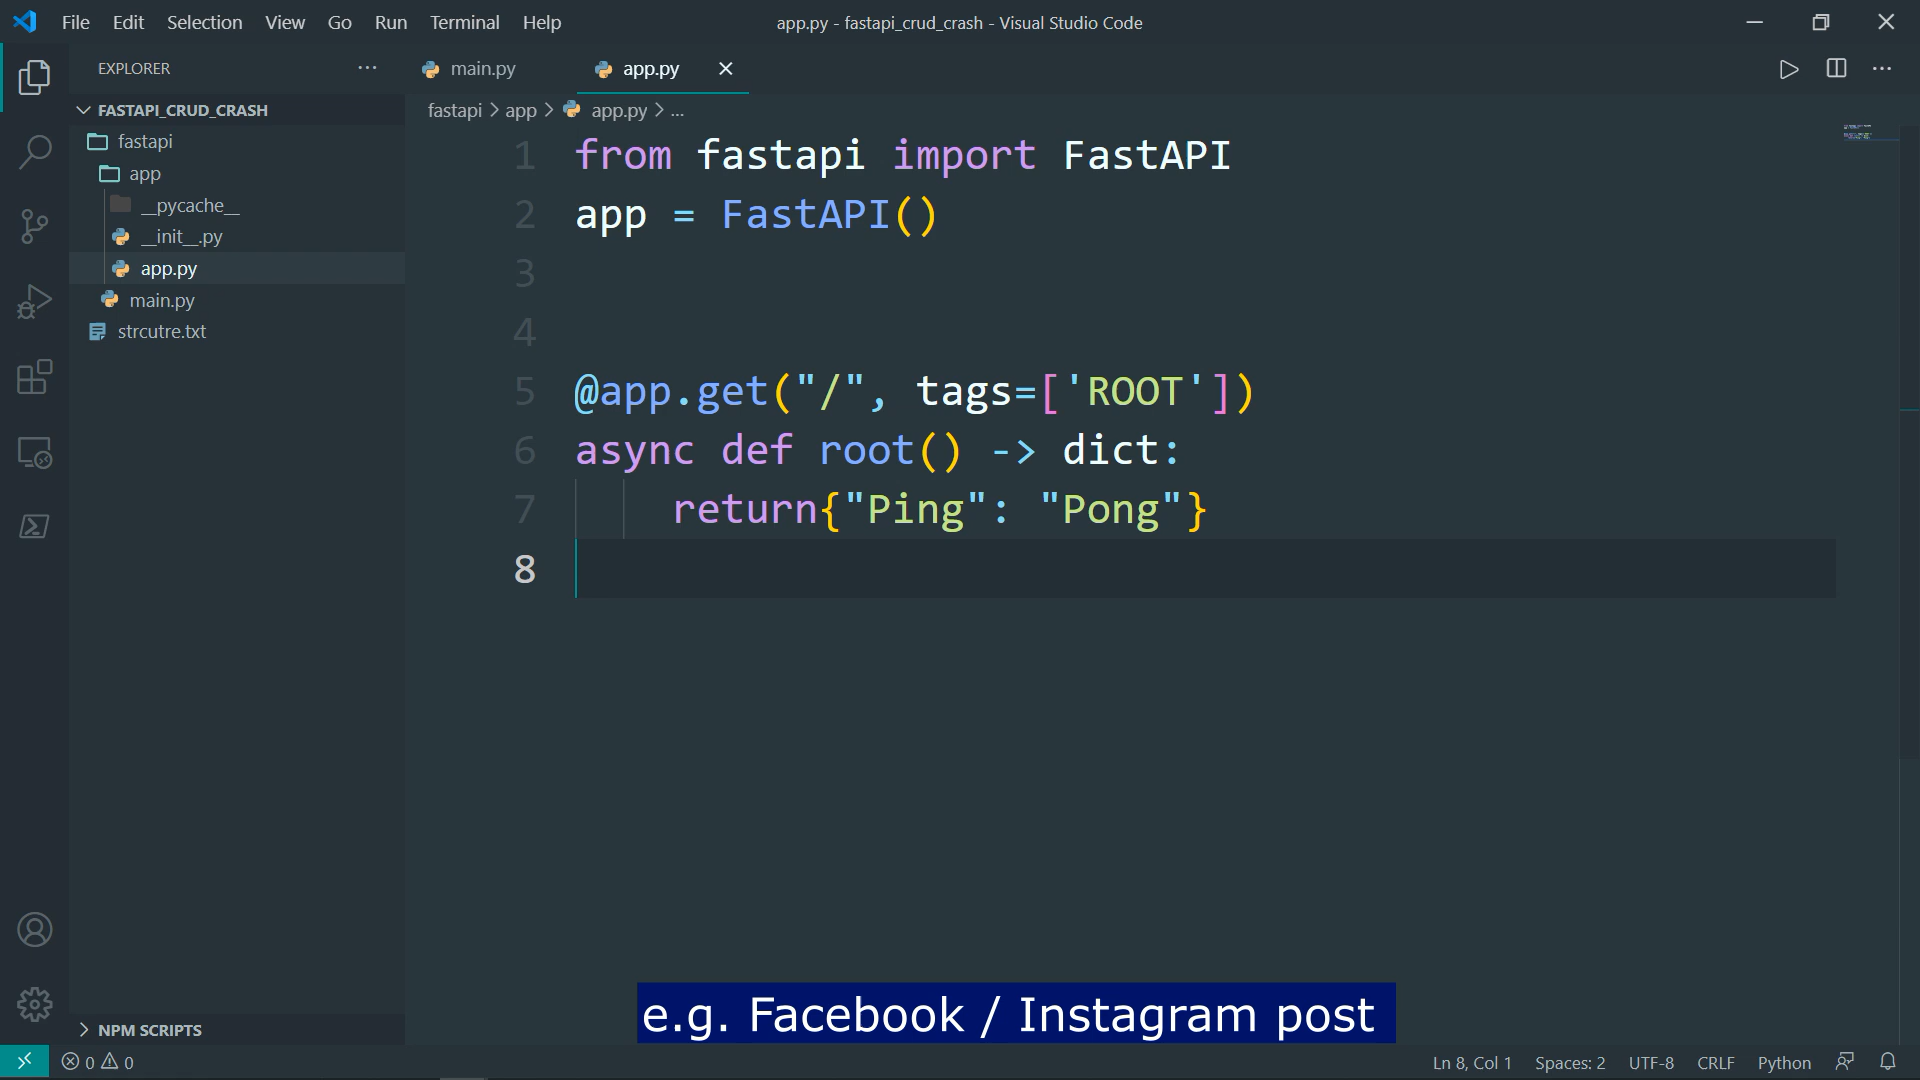 File Edit Selection View Go Run Terminal Help
app.py - fastapi_crud_crash - Visual Studio Code
EXPLORER
main.py
app.py
FASTAPI_CRUD_CRASH
fastapi
app
__pycache__
__init__.py
app.py
main.py
strcutre.txt
fastapi > app > app.py > ...
1 from fastapi import FastAPI
2 app = FastAPI()
3
4
5 @app.get("/", tags=['ROOT'])
6 async def root() -> dict:
7 return{"Ping": "Pong"}
8
e.g. Facebook / Instagram post
NPM SCRIPTS
0 0
Ln 8, Col 1 Spaces: 2 UTF-8 CRLF Python